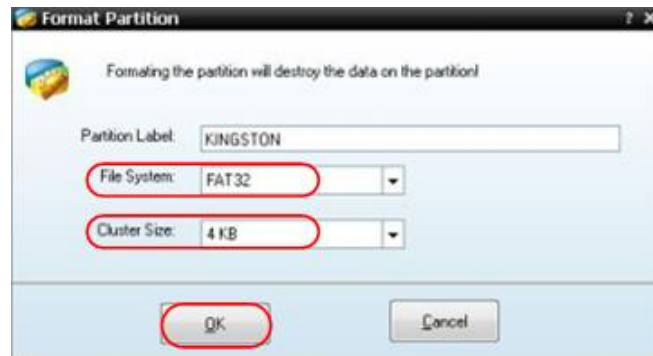 Format Partition ? X
Formating the partition will destroy the data on the partition!
Partition Label: KINGSTON
File System: FAT32
Cluster Size: 4 KB
OK Cancel